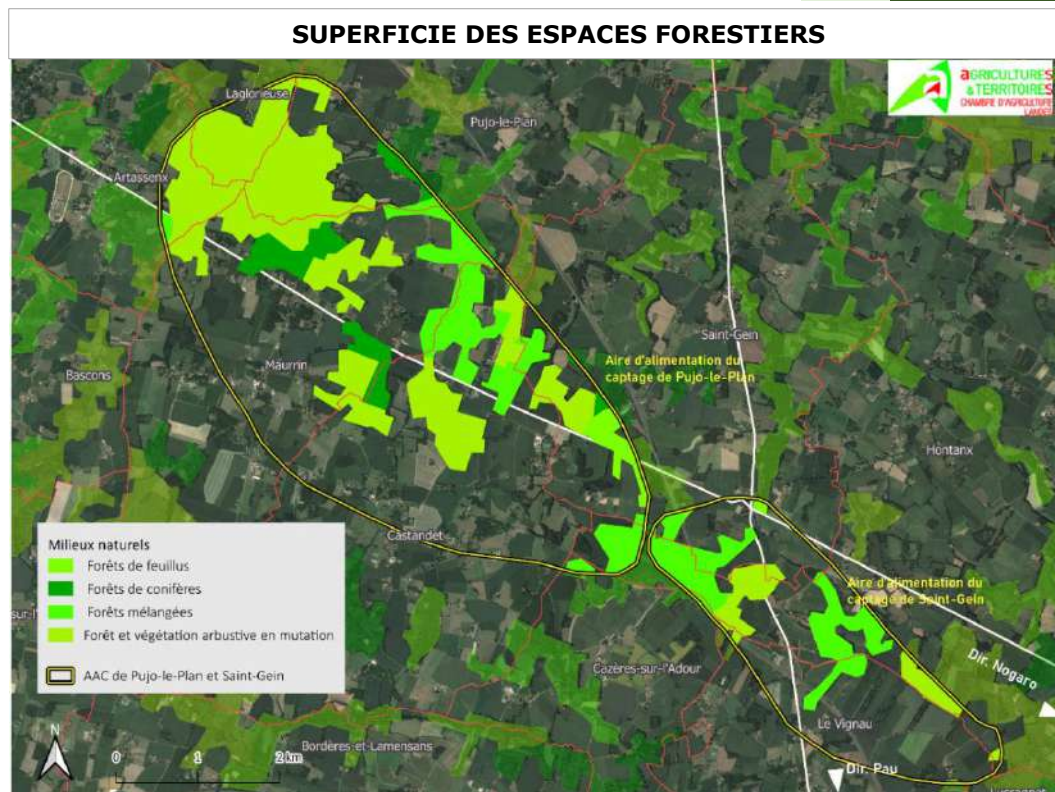 SUPERFICIE DES ESPACES FORESTIERS
aGRICULTURES
& TERRITOIRES
CHAMBRE D'AGRICULTURE
LANDES
Laglorieuse
Pujo-le-Plan
Artassenx
Saint-Gein
Aire d'alimentation du
captage de Pujo-le-Plan
Maurrin
Bascons
Hontanx
Castandet
Milieux naturels
Forêts de feuillus
Forêts de conifères
Forêts mélangées
Forêt et végétation arbustive en mutation
AAC de Pujo-le-Plan et Saint-Gein
Aire d'alimentation du
captage de Saint-Gein
Cazères-sur-l'Adour
Dir. Nogaro
Le Vignau
N
0 1 2 km
Bordères-et-Lamensans
Dir. Pau